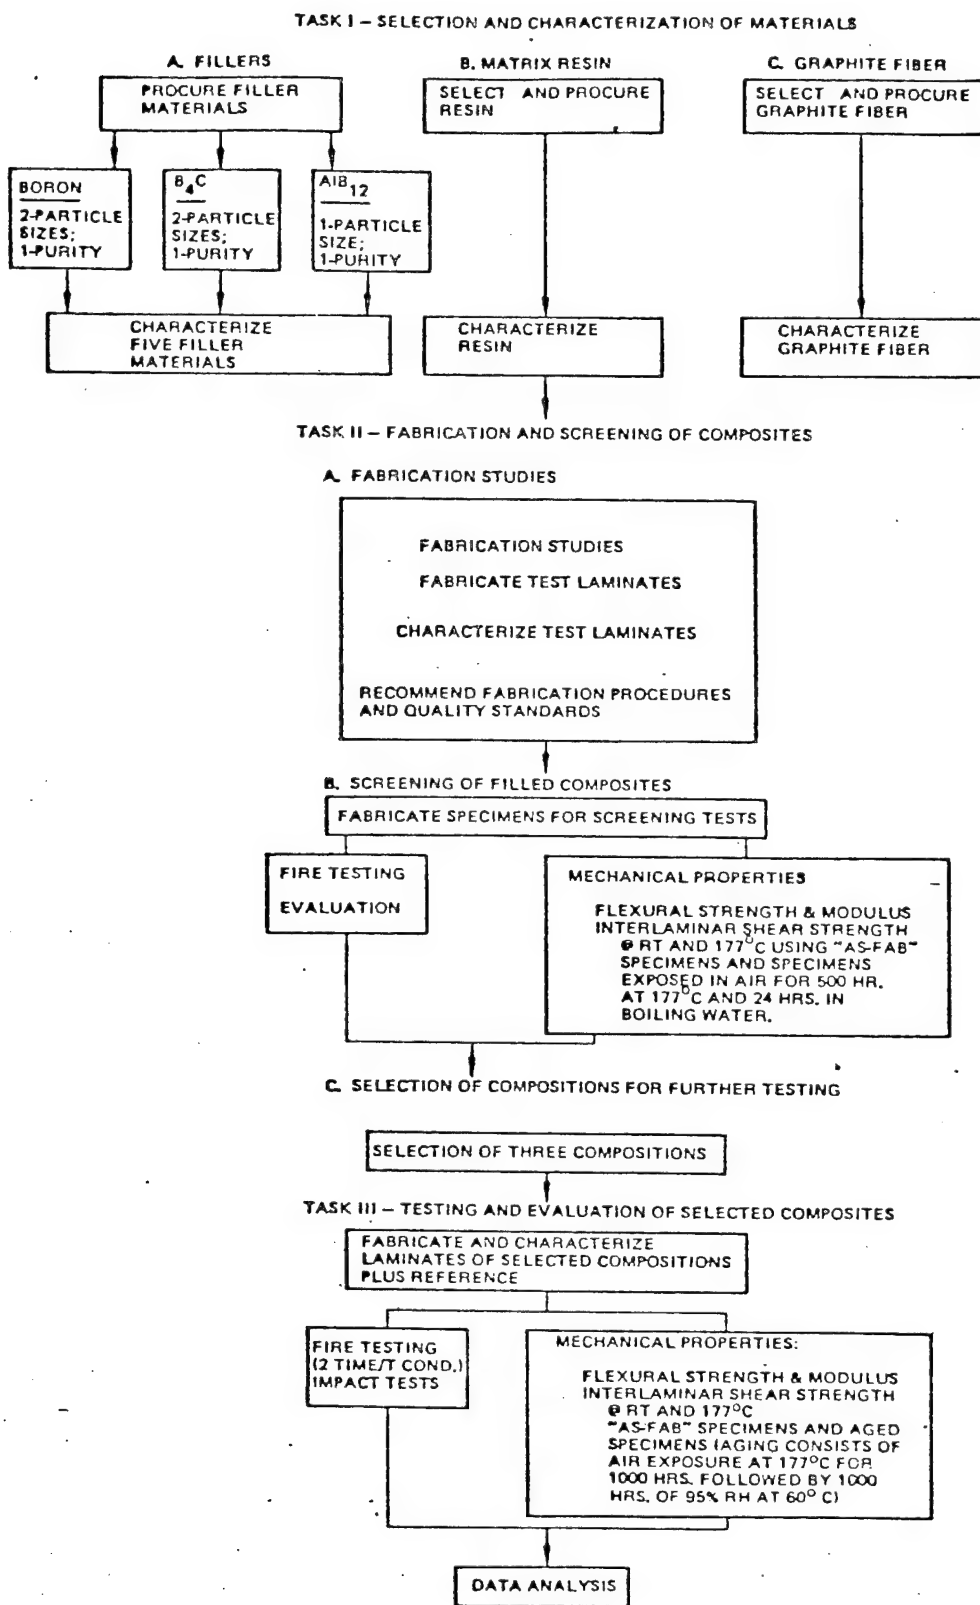 TASK I – SELECTION AND CHARACTERIZATION OF MATERIALS
A. FILLERS
PROCURE FILLER
MATERIALS
BORON
2-PARTICLE
SIZES;
1-PURITY
B4C
2-PARTICLE
SIZES;
1-PURITY
AlB12
1-PARTICLE
SIZE;
1-PURITY
CHARACTERIZE
FIVE FILLER
MATERIALS
B. MATRIX RESIN
SELECT AND PROCURE
RESIN
CHARACTERIZE
RESIN
C. GRAPHITE FIBER
SELECT AND PROCURE
GRAPHITE FIBER
CHARACTERIZE
GRAPHITE FIBER
TASK II – FABRICATION AND SCREENING OF COMPOSITES
A. FABRICATION STUDIES
FABRICATION STUDIES
FABRICATE TEST LAMINATES
CHARACTERIZE TEST LAMINATES
RECOMMEND FABRICATION PROCEDURES
AND QUALITY STANDARDS
B. SCREENING OF FILLED COMPOSITES
FABRICATE SPECIMENS FOR SCREENING TESTS
FIRE TESTING
EVALUATION
MECHANICAL PROPERTIES
FLEXURAL STRENGTH & MODULUS
INTERLAMINAR SHEAR STRENGTH
@ RT AND 177°C USING "AS-FAB"
SPECIMENS AND SPECIMENS
EXPOSED IN AIR FOR 500 HR.
AT 177°C AND 24 HRS. IN
BOILING WATER.
C. SELECTION OF COMPOSITIONS FOR FURTHER TESTING
SELECTION OF THREE COMPOSITIONS
TASK III – TESTING AND EVALUATION OF SELECTED COMPOSITES
FABRICATE AND CHARACTERIZE
LAMINATES OF SELECTED COMPOSITIONS
PLUS REFERENCE
FIRE TESTING
(2 TIME/T COND.)
IMPACT TESTS
MECHANICAL PROPERTIES:
FLEXURAL STRENGTH & MODULUS
INTERLAMINAR SHEAR STRENGTH
@ RT AND 177°C
"AS-FAB" SPECIMENS AND AGED
SPECIMENS (AGING CONSISTS OF
AIR EXPOSURE AT 177°C FOR
1000 HRS. FOLLOWED BY 1000
HRS. OF 95% RH AT 60°C)
DATA ANALYSIS